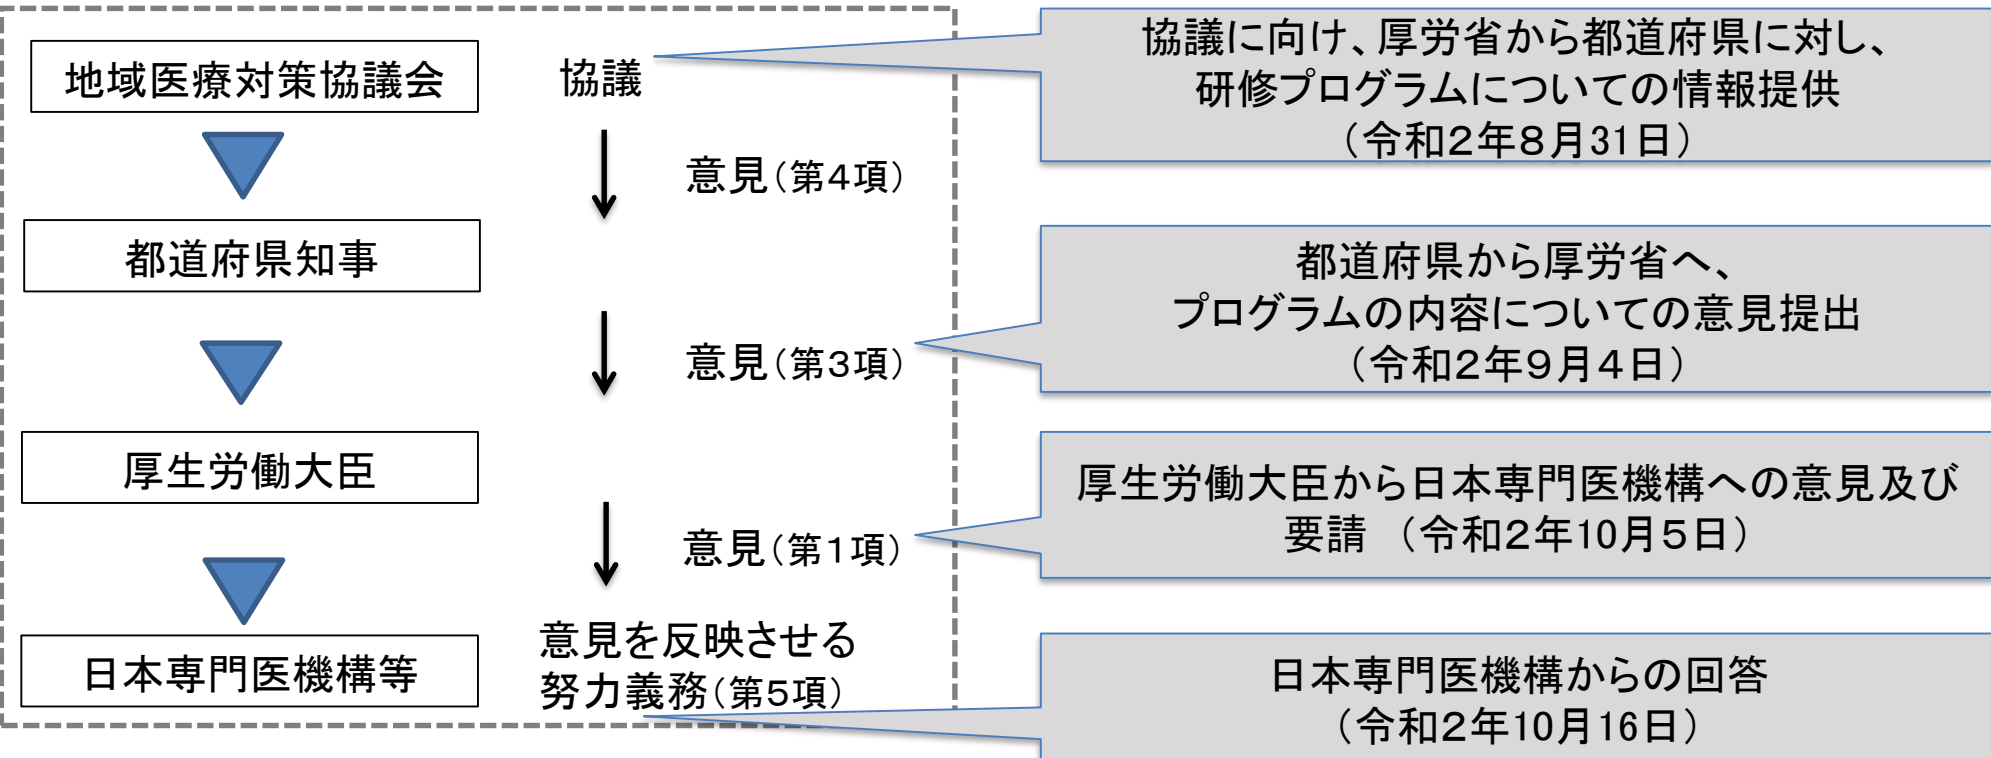 地域医療対策協議会
協議
協議に向け、厚労省から都道府県に対し、
研修プログラムについての情報提供
（令和２年８月31日）
意見（第４項）
都道府県知事
都道府県から厚労省へ、
プログラムの内容についての意見提出
（令和２年９月４日）
意見（第３項）
厚生労働大臣
厚生労働大臣から日本専門医機構への意見及び
要請　（令和２年10月５日）
意見（第１項）
日本専門医機構等
意見を反映させる
努力義務（第５項）
日本専門医機構からの回答
（令和２年10月16日）